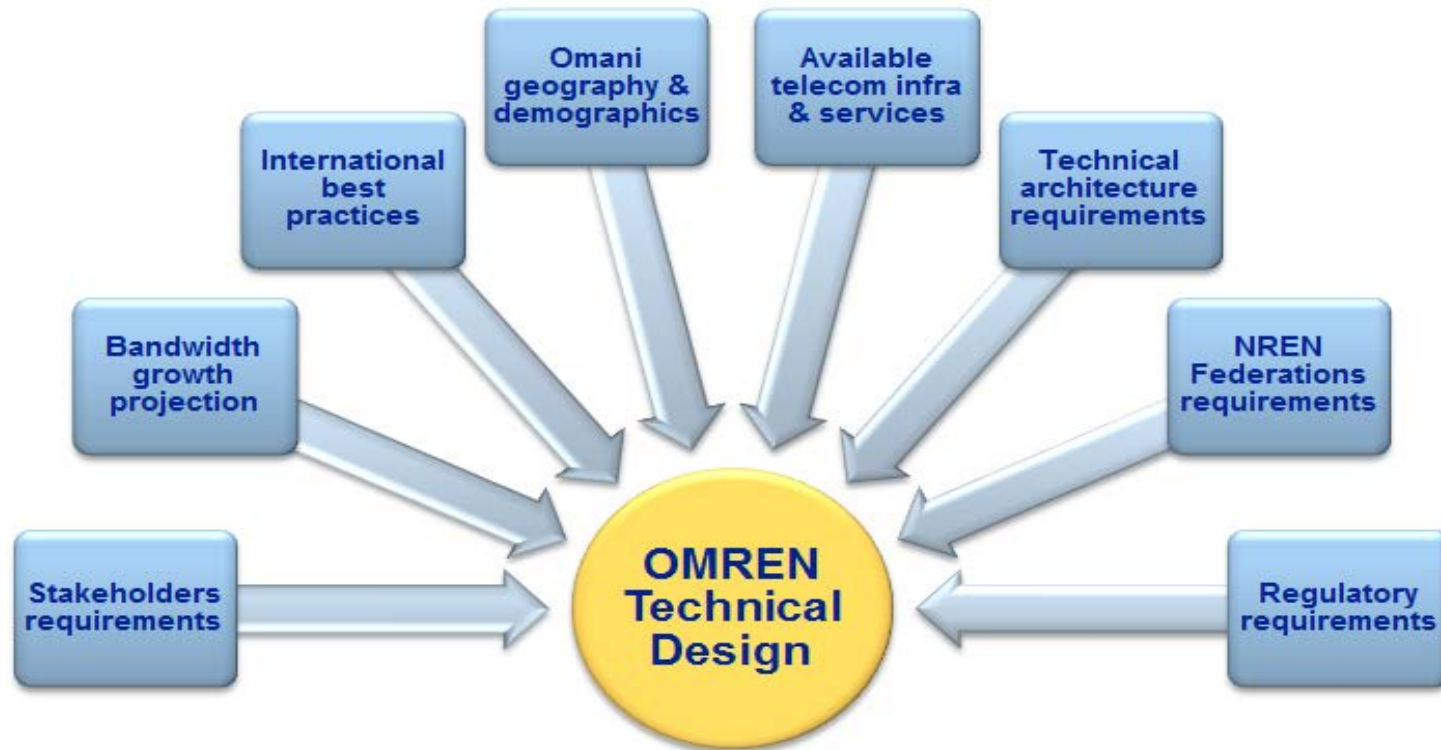 Omani
geography &
demographics
Available
telecom infra
& services
International
best
practices
Technical
architecture
requirements
Bandwidth
growth
projection
NREN
Federations
requirements
Stakeholders
requirements
OMREN
Technical
Design
Regulatory
requirements